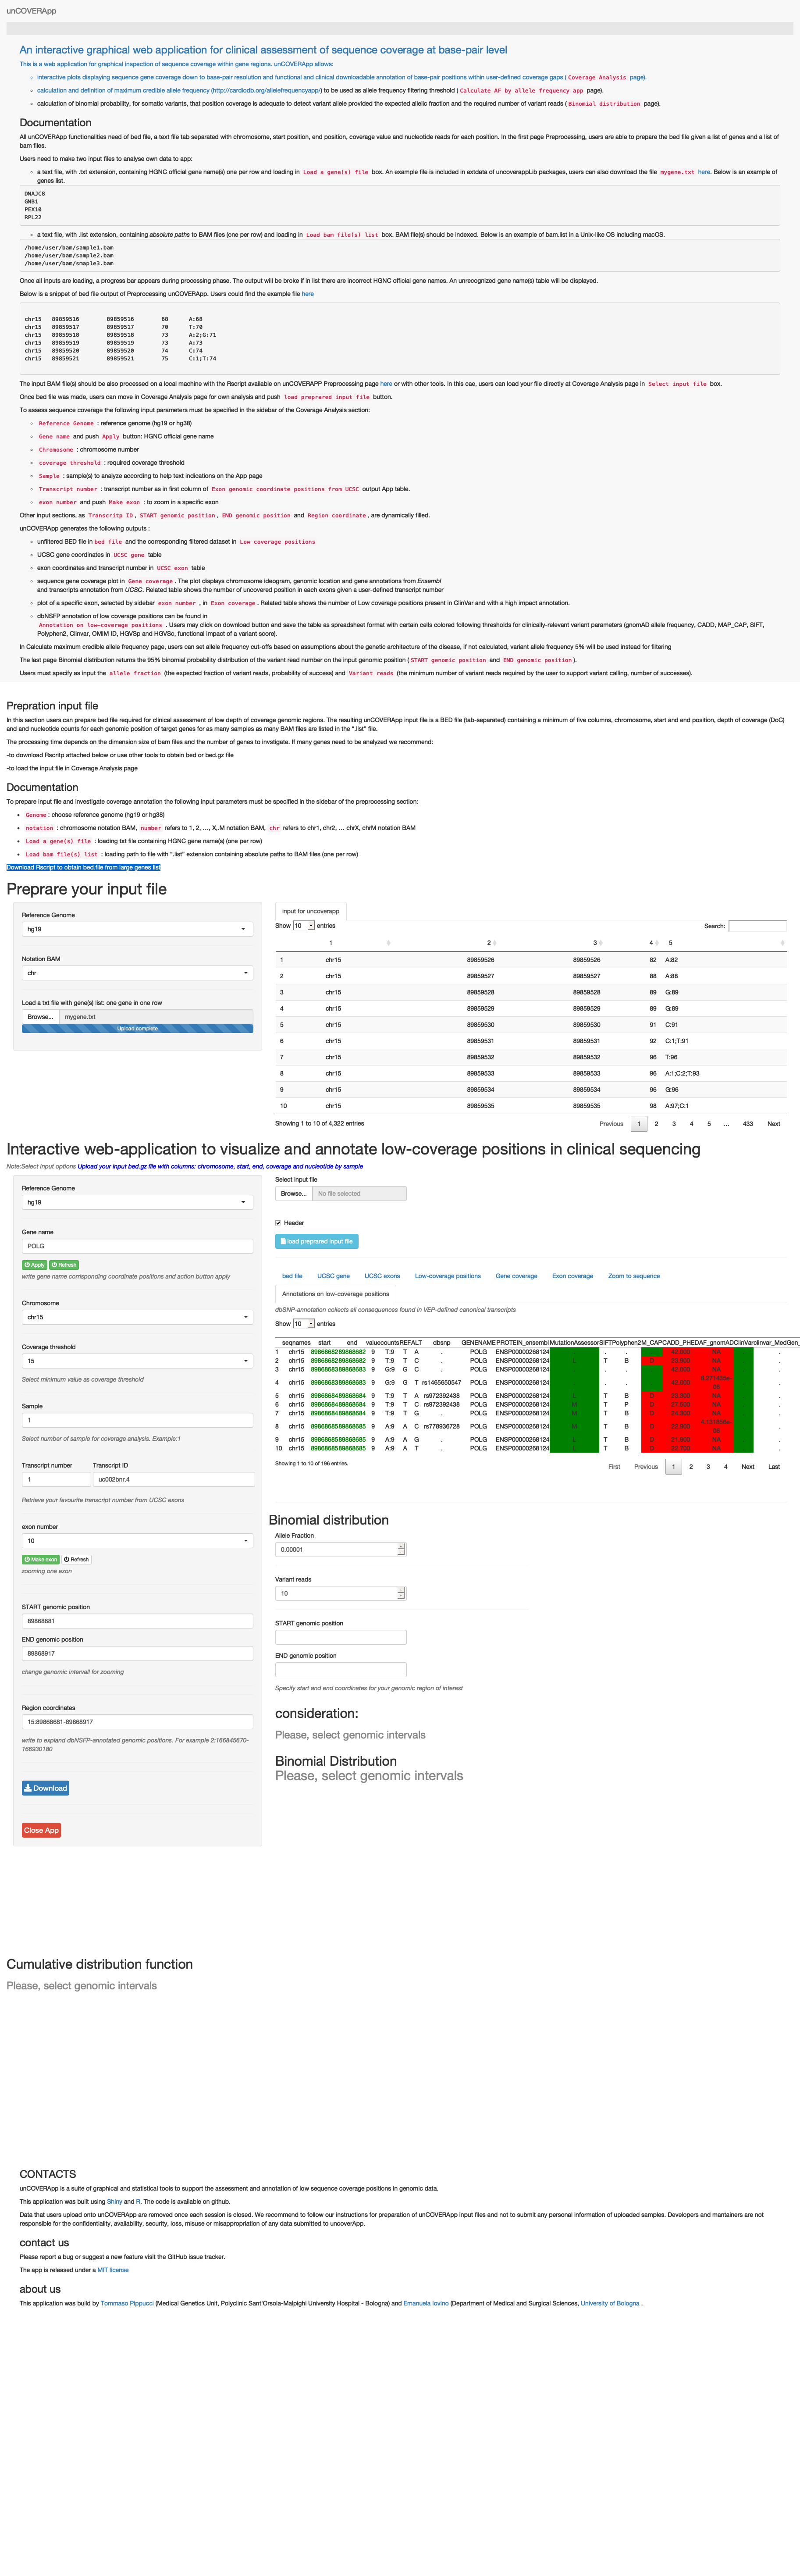 unCOVERApp
An interactive graphical web application for clinical assessment of sequence coverage at base-pair level
This is a web application for graphical inspection of sequence coverage within gene regions. unCOVERApp allows:
interactive plots displaying sequence gene coverage down to base-pair resolution and functional and clinical downloadable annotation of base-pair positions within user-defined coverage gaps ( Coverage Analysis page).
calculation and definition of maximum credible allele frequency (http://cardiodb.org/allelefrequencyapp/) to be used as allele frequency filtering threshold ( Calculate AF by allele frequency app page).
calculation of binomial probability, for somatic variants, that position coverage is adequate to detect variant allele provided the expected allelic fraction and the required number of variant reads ( Binomial distribution page).
Documentation
All unCOVERApp functionalities need of bed file, a text file tab separated with chromosome, start position, end position, coverage value and nucleotide reads for each position. In the first page Preprocessing, users are able to prepare the bed file given a list of genes and a list of
bam files.
Users need to make two input files to analyse own data to app:
a text file, with .txt extension, containing HGNC official gene name(s) one per row and loading in Load a gene(s) file box. An example file is included in extdata of uncoverappLib packages, users can also download the file mygene.txt here. Below is an example of
genes list.
DNAJC8
GNB1
PEX10
RPL22
a text file, with .list extension, containing absolute paths to BAM files (one per row) and loading in Load bam file(s) list box. BAM file(s) should be indexed. Below is an example of bam.list in a Unix-like OS including macOS.
/home/user/bam/sample1.bam
/home/user/bam/sample2.bam
/home/user/bam/smaple3.bam
Once all inputs are loading, a progress bar appears during processing phase. The output will be broke if in list there are incorrect HGNC official gene names. An unrecognized gene name(s) table will be displayed.
Below is a snippet of bed file output of Preprocessing unCOVERApp. Users could find the example file here
chr15 89859516 89859516 68 A:68
chr15 89859517 89859517 70 T:70
chr15 89859518 89859518 73 A:2;G:71
chr15 89859519 89859519 73 A:73
chr15 89859520 89859520 74 C:74
chr15 89859521 89859521 75 C:1;T:74
The input BAM file(s) should be also processed on a local machine with the Rscript available on unCOVERAPP Preprocessing page here or with other tools. In this cae, users can load your file directly at Coverage Analysis page in Select input file box.
Once bed file was made, users can move in Coverage Analysis page for own analysis and push load preprared input file button.
To assess sequence coverage the following input parameters must be specified in the sidebar of the Coverage Analysis section:
Reference Genome : reference genome (hg19 or hg38)
Gene name and push Apply button: HGNC official gene name
Chromosome : chromosome number
coverage threshold : required coverage threshold
Sample : sample(s) to analyze according to help text indications on the App page
Transcript number : transcript number as in first column of Exon genomic coordinate positions from UCSC output App table.
exon number and push Make exon : to zoom in a specific exon
Other input sections, as Transcritp ID, START genomic position, END genomic position and Region coordinate, are dynamically filled.
unCOVERApp generates the following outputs :
unfiltered BED file in bed file and the corresponding filtered dataset in Low coverage positions
UCSC gene coordinates in UCSC gene table
exon coordinates and transcript number in UCSC exon table
sequence gene coverage plot in Gene coverage. The plot displays chromosome ideogram, genomic location and gene annotations from Ensembl
and transcripts annotation from UCSC. Related table shows the number of uncovered position in each exons given a user-defined transcript number
plot of a specific exon, selected by sidebar exon number , in Exon coverage. Related table shows the number of Low coverage positions present in ClinVar and with a high impact annotation.
dbNSFP annotation of low coverage positions can be found in
Annotation on low-coverage positions . Users may click on download button and save the table as spreadsheet format with certain cells colored following thresholds for clinically-relevant variant parameters (gnomAD allele frequency, CADD, MAP_CAP, SIFT,
Polyphen2, Clinvar, OMIM ID, HGVSp and HGVSc, functional impact of a variant score).
In Calculate maximum credible allele frequency page, users can set allele frequency cut-offs based on assumptions about the genetic architecture of the disease, if not calculated, variant allele frequency 5% will be used instead for filtering
The last page Binomial distribution returns the 95% binomial probability distribution of the variant read number on the input genomic position ( START genomic position and END genomic position).
Users must specify as input the allele fraction (the expected fraction of variant reads, probability of success) and Variant reads (the minimum number of variant reads required by the user to support variant calling, number of successes).
Prepration input file
In this section users can prepare bed file required for clinical assessment of low depth of coverage genomic regions. The resulting unCOVERApp input file is a BED file (tab-separated) containing a minimum of five columns, chromosome, start and end position, depth of coverage (DoC)
and and nucleotide counts for each genomic position of target genes for as many samples as many BAM files are listed in the “.list” file.
The processing time depends on the dimension size of bam files and the number of genes to invstigate. If many genes need to be analyzed we recommend:
-to download Rscritp attached below or use other tools to obtain bed or bed.gz file
-to load the input file in Coverage Analysis page
Documentation
To prepare input file and investigate coverage annotation the following input parameters must be specified in the sidebar of the preprocessing section:
Genome: choose reference genome (hg19 or hg38)
notation : chromosome notation BAM, number refers to 1, 2, …, X,.M notation BAM, chr refers to chr1, chr2, … chrX, chrM notation BAM
Load a gene(s) file : loading txt file containing HGNC gene name(s) (one per row)
Load bam file(s) list : loading path to file with “.list” extension containing absolute paths to BAM files (one per row)
Download Rscript to obtain bed.file from large genes list
Preprare your input file
Reference Genome
hg19
Notation BAM
chr
Load a txt file with gene(s) list: one gene in one row
Browse... mygene.txt
Upload complete
input for uncoverapp
Show 10 entries Search:
1 2 3 4 5
1 chr15 89859526 89859526 82 A:82
2 chr15 89859527 89859527 88 A:88
3 chr15 89859528 89859528 89 G:89
4 chr15 89859529 89859529 89 G:89
5 chr15 89859530 89859530 91 C:91
6 chr15 89859531 89859531 92 C:1;T:91
7 chr15 89859532 89859532 96 T:96
8 chr15 89859533 89859533 96 A:1;C:2;T:93
9 chr15 89859534 89859534 96 G:96
10 chr15 89859535 89859535 98 A:97;C:1
Showing 1 to 10 of 4,322 entries Previous 1 2 3 4 5 … 433 Next
Interactive web-application to visualize and annotate low-coverage positions in clinical sequencing
Note:Select input options Upload your input bed.gz file with columns: chromosome, start, end, coverage and nucleotide by sample
Reference Genome
hg19
Gene name
POLG
Apply Refresh
write gene name corrisponding coordinate positions and action button apply
Chromosome
chr15
Coverage threshold
15
Select minimum value as coverage threshold
Sample
1
Select number of sample for coverage analysis. Example:1
Transcript number Transcript ID
1 uc002bnr.4
Retrieve your favourite transcript number from UCSC exons
exon number
10
Make exon Refresh
zooming one exon
START genomic position
89868681
END genomic position
89868917
change genomic intervall for zooming
Region coordinates
15:89868681-89868917
write to expland dbNSFP-annotated genomic positions. For example 2:166845670-
166930180
Download
Close App
Select input file
Browse... No file selected
Header
load preprared input file
bed file UCSC gene UCSC exons Low-coverage positions Gene coverage Exon coverage Zoom to sequence
Annotations on low-coverage positions
dbSNP-annotation collects all consequences found in VEP-defined canonical transcripts
Show 10 entries
seqnames start end value counts REF ALT dbsnp GENENAME PROTEIN_ensembl MutationAssessor SIFT Polyphen2 M_CAP CADD_PHED AF_gnomAD ClinVar clinvar_MedGen_
1 chr15 89868682 89868682 9 T:9 T A . POLG ENSP00000268124 . . NA .
2 chr15 89868682 89868682 9 T:9 T C . POLG ENSP00000268124 L T B D NA .
3 chr15 89868683 89868683 9 G:9 G C . POLG ENSP00000268124 . . NA .
4 chr15 89868683 89868683 9 G:9 G T rs1465650547 POLG ENSP00000268124 . . .
5 chr15 89868684 89868684 9 T:9 T A rs972392438 POLG ENSP00000268124 L T B D NA .
6 chr15 89868684 89868684 9 T:9 T C rs972392438 POLG ENSP00000268124 M T P D NA .
7 chr15 89868684 89868684 9 T:9 T G . POLG ENSP00000268124 M T B D NA .
8 chr15 89868685 89868685 9 A:9 A C rs778936728 POLG ENSP00000268124 M T B D .
9 chr15 89868685 89868685 9 A:9 A G . POLG ENSP00000268124 L T B D NA .
10 chr15 89868685 89868685 9 A:9 A T . POLG ENSP00000268124 T B D NA .
Showing 1 to 10 of 196 entries. First Previous 1 2 3 4 Next Last
Binomial distribution
Allele Fraction
0.00001
Variant reads
10
START genomic position
END genomic position
Specify start and end coordinates for your genomic region of interest
consideration:
Please, select genomic intervals
Binomial Distribution
Please, select genomic intervals
Cumulative distribution function
Please, select genomic intervals
CONTACTS
unCOVERApp is a suite of graphical and statistical tools to support the assessment and annotation of low sequence coverage positions in genomic data.
This application was built using Shiny and R. The code is available on github.
Data that users upload onto unCOVERApp are removed once each session is closed. We recommend to follow our instructions for preparation of unCOVERApp input files and not to submit any personal information of uploaded samples. Developers and mantainers are not
responsible for the confidentiality, availability, security, loss, misuse or misappropriation of any data submitted to uncoverApp.
contact us
Please report a bug or suggest a new feature visit the GitHub issue tracker.
The app is released under a MIT license
about us
This application was build by Tommaso Pippucci (Medical Genetics Unit, Polyclinic Sant'Orsola-Malpighi University Hospital - Bologna) and Emanuela Iovino (Department of Medical and Surgical Sciences, University of Bologna .